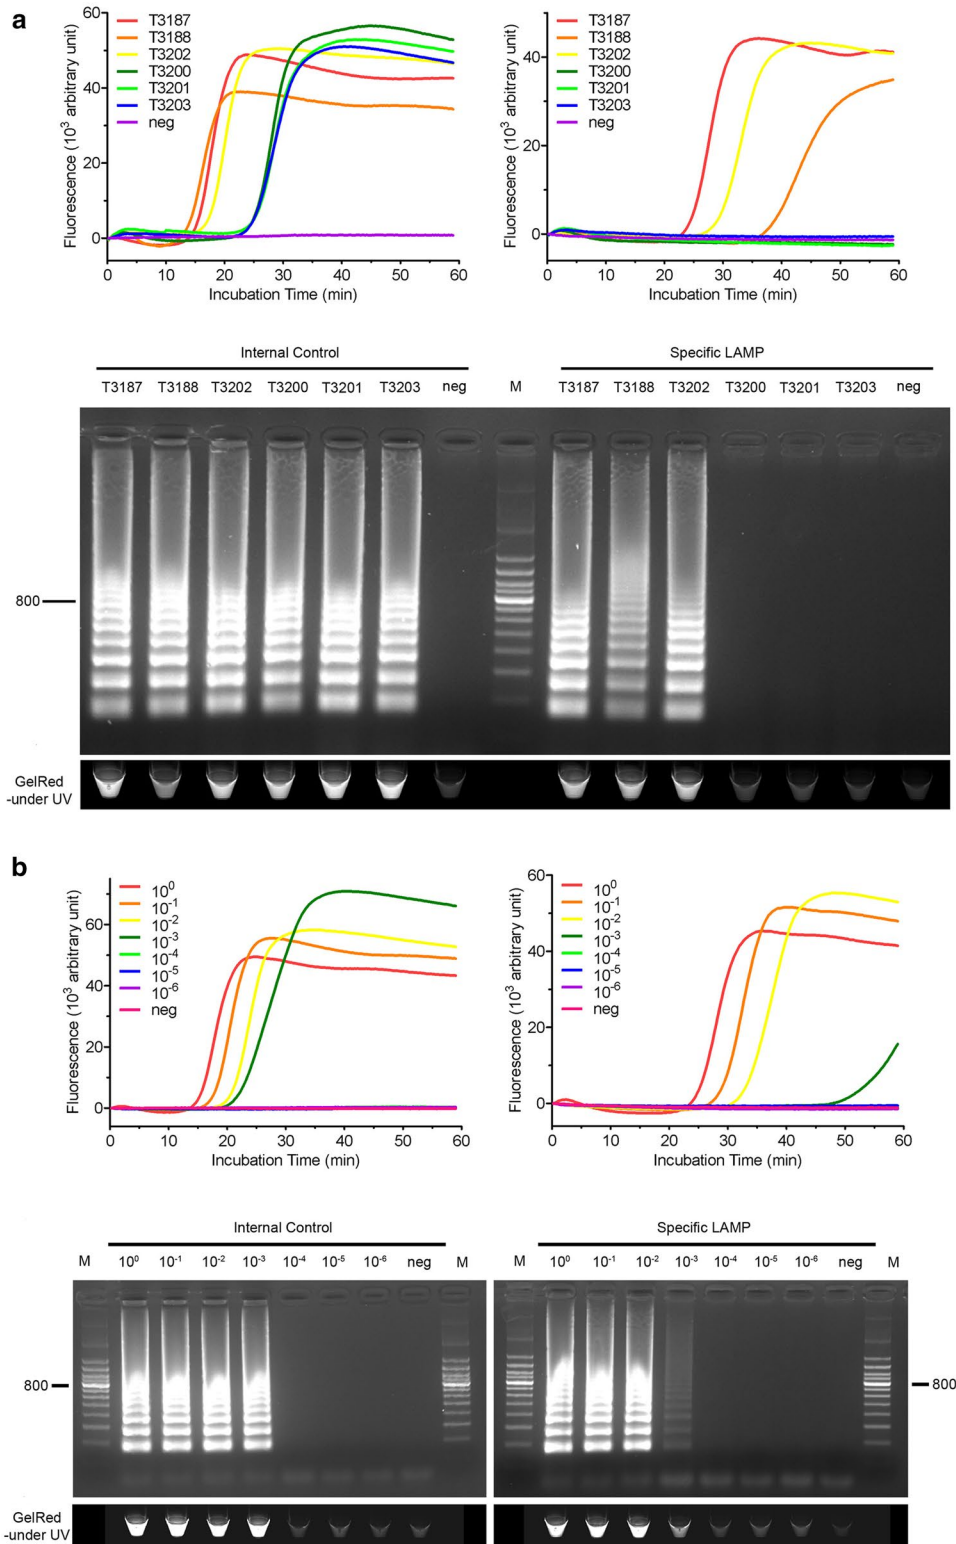 a
Fluorescence (10³ arbitrary unit)
60
40
20
0
T3187
T3188
T3202
T3200
T3201
T3203
neg
0 10 20 30 40 50 60
Incubation Time (min)
Fluorescence (10³ arbitrary unit)
40
20
0
T3187
T3188
T3202
T3200
T3201
T3203
neg
0 10 20 30 40 50 60
Incubation Time (min)
Internal Control
Specific LAMP
T3187 T3188 T3202 T3200 T3201 T3203 neg M T3187 T3188 T3202 T3200 T3201 T3203 neg
800
GelRed
-under UV
b
Fluorescence (10³ arbitrary unit)
60
40
20
0
10⁰
10⁻¹
10⁻²
10⁻³
10⁻⁴
10⁻⁵
10⁻⁶
neg
0 10 20 30 40 50 60
Incubation Time (min)
Fluorescence (10³ arbitrary unit)
60
40
20
0
10⁰
10⁻¹
10⁻²
10⁻³
10⁻⁴
10⁻⁵
10⁻⁶
neg
0 10 20 30 40 50 60
Incubation Time (min)
Internal Control
Specific LAMP
M 10⁰ 10⁻¹ 10⁻² 10⁻³ 10⁻⁴ 10⁻⁵ 10⁻⁶ neg M
M 10⁰ 10⁻¹ 10⁻² 10⁻³ 10⁻⁴ 10⁻⁵ 10⁻⁶ neg M
800
800
GelRed
-under UV